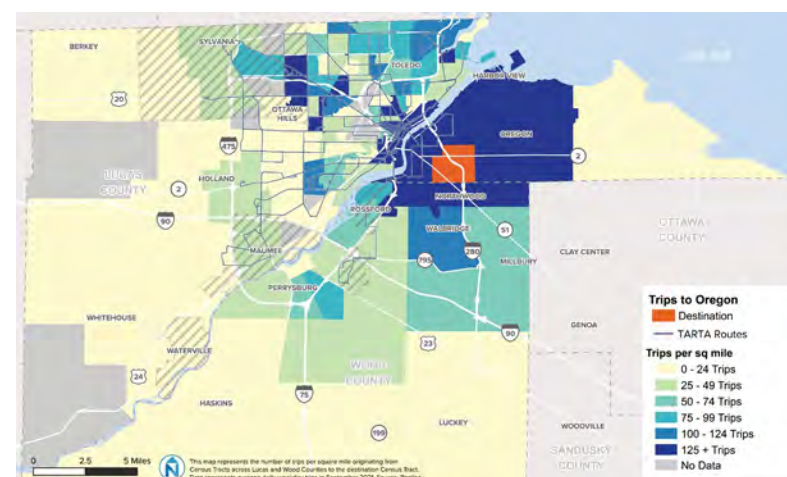 BERKEY
SYLVANIA
TOLEDO
HARBOR VIEW
20
OTTAWA
HILLS
OREGON
475
2
LUCAS
COUNTY
HOLLAND
2
NORTHWOOD
90
ROSSFORD
WALBRIDGE
51
OTTAWA
COUNTY
MAUMEE
280
795
MILLBURY
CLAY CENTER
PERRYSBURG
WHITEHOUSE
90
GENOA
23
WATERVILLE
WOOD
COUNTY
24
75
HASKINS
LUCKEY
199
WOODVILLE
SANDUSKY
COUNTY
Trips to Oregon
Destination
TARTA Routes
Trips per sq mile
0 - 24 Trips
25 - 49 Trips
50 - 74 Trips
75 - 99 Trips
100 - 124 Trips
125 + Trips
No Data
0 2.5 5 Miles
N
This map represents the number of trips per square mile originating from
Census Tracts across Lucas and Wood Counties to the destination Census Tract.